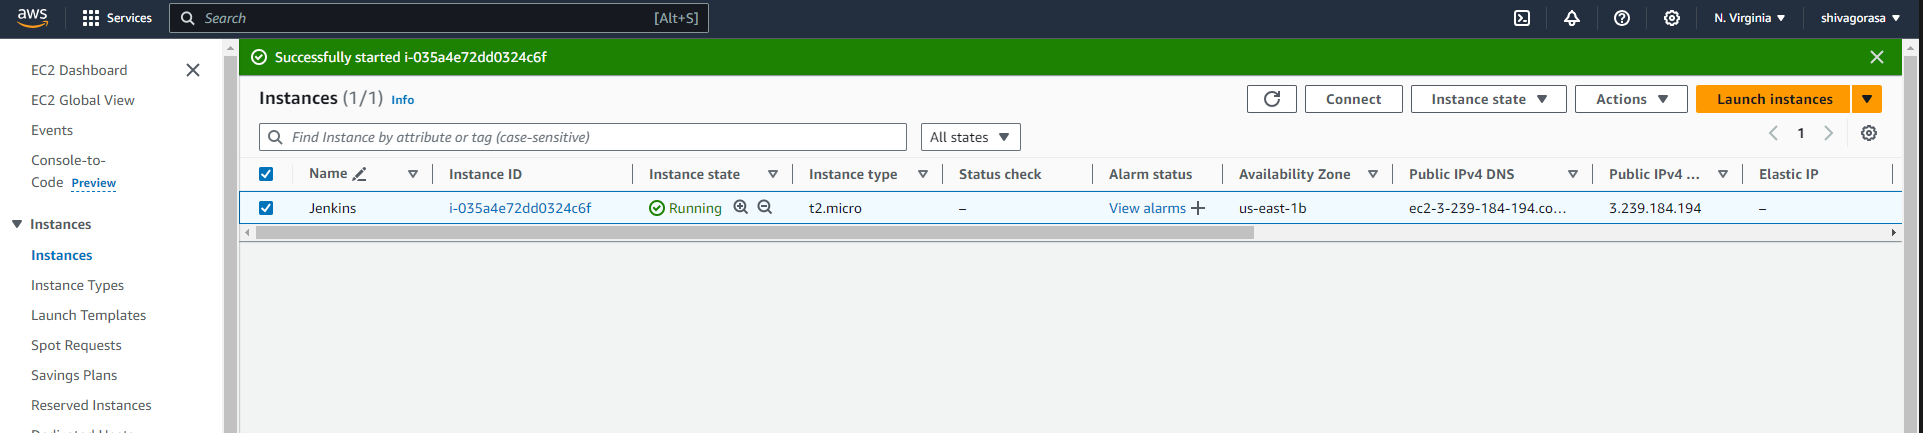 aws Services Search [Alt+S] N. Virginia shivagorasa
EC2 Dashboard
EC2 Global View
Events
Console-to-
Code Preview
Instances
Instances
Instance Types
Launch Templates
Spot Requests
Savings Plans
Reserved Instances
Successfully started i-035a4e72dd0324c6f
Instances (1/1) Info Connect Instance state Actions Launch instances
Find Instance by attribute or tag (case-sensitive) All states 1
Name Instance ID Instance state Instance type Status check Alarm status Availability Zone Public IPv4 DNS Public IPv4 ... Elastic IP
Jenkins i-035a4e72dd0324c6f Running t2.micro – View alarms + us-east-1b ec2-3-239-184-194.co... 3.239.184.194 –